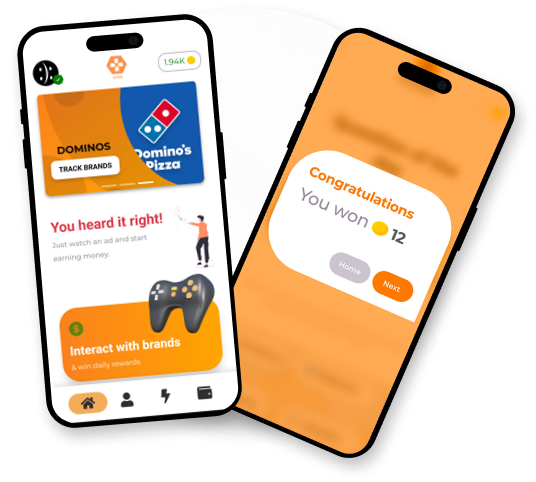 1.94K
DOMINOS
TRACK BRANDS
Domino's
Pizza
You heard it right!
Just watch an ad and start
earning money.
$
Interact with brands
& win daily rewards
Congratulations
You won 12
Home
Next